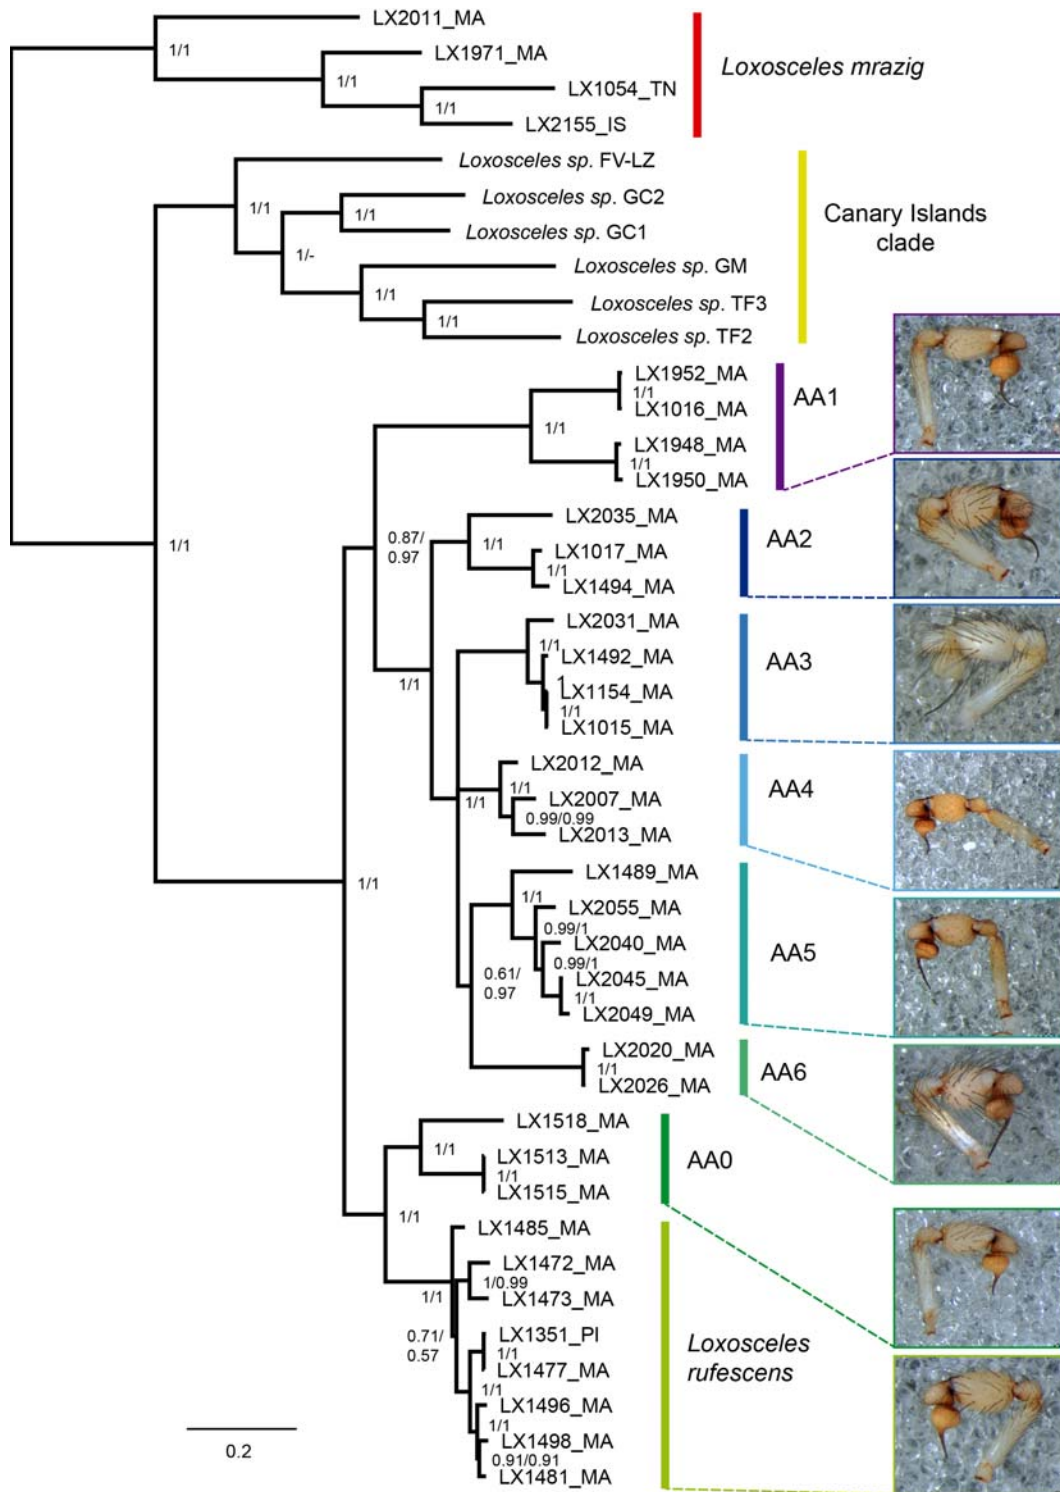 LX2011_MA
1/1
LX1971_MA
Loxosceles mrazig
1/1
LX1054_TN
1/1
LX2155_IS
Loxosceles sp. FV-LZ
Loxosceles sp. GC2
1/1
1/1
Loxosceles sp. GC1
Canary Islands
clade
1/-
Loxosceles sp. GM
1/1
Loxosceles sp. TF3
1/1
Loxosceles sp. TF2
LX1952_MA
1/1
AA1
LX1016_MA
1/1
LX1948_MA
1/1
LX1950_MA
LX2035_MA
0.87/
0.97
1/1
AA2
LX1017_MA
1/1
1/1
LX1494_MA
LX2031_MA
1/1
LX1492_MA
AA3
1/1
1
LX1154_MA
1/1
LX1015_MA
LX2012_MA
1/1
AA4
1/1
LX2007_MA
0.99/0.99
LX2013_MA
LX1489_MA
1/1
1/1
LX2055_MA
0.99/1
LX2040_MA
AA5
0.99/1
0.61/
0.97
LX2045_MA
1/1
LX2049_MA
LX2020_MA
1/1
AA6
LX2026_MA
LX1518_MA
1/1
LX1513_MA
AA0
1/1
LX1515_MA
1/1
LX1485_MA
LX1472_MA
1/0.99
1/1
LX1473_MA
0.71/
0.57
LX1351_PI
Loxosceles
rufescens
1/1
LX1477_MA
1/1
LX1496_MA
1/1
LX1498_MA
0.91/0.91
LX1481_MA
0.2